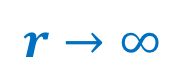 r → ∞